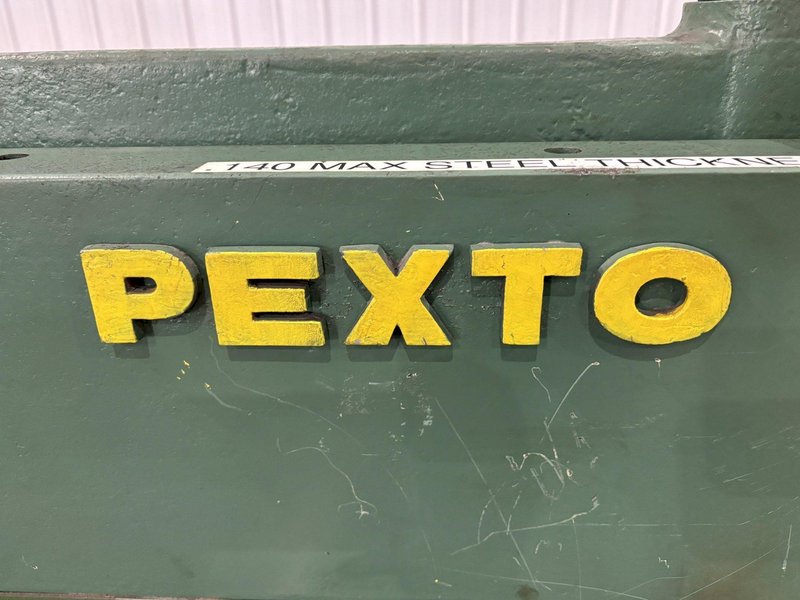 .140 MAX STEEL THICKNE
PEXTO